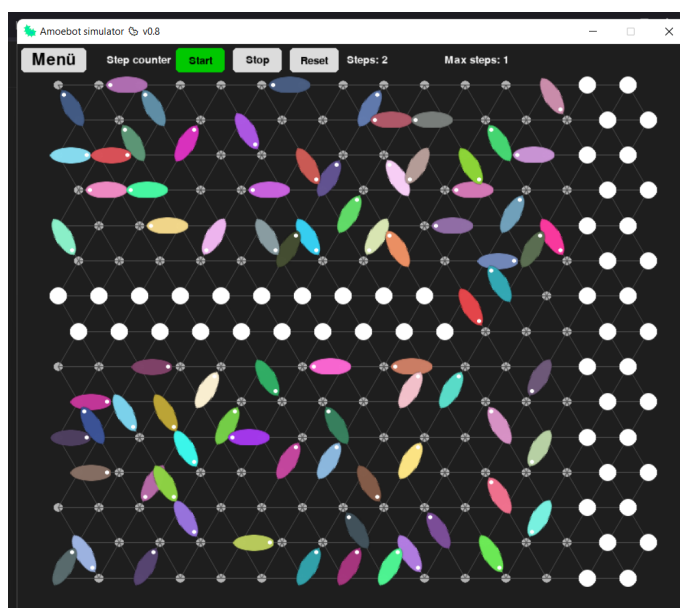 Amoebot simulator v0.8
Menü Step counter Start Stop Reset Steps: 2 Max steps: 1